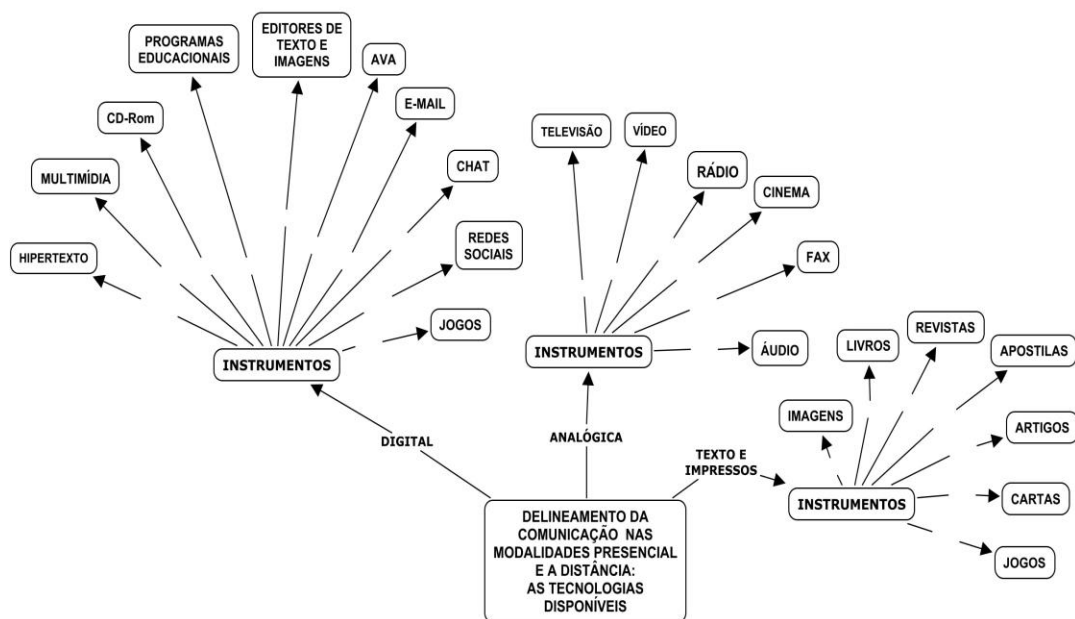 PROGRAMAS
EDUCACIONAIS
EDITORES DE
TEXTO E
IMAGENS
AVA
CD-Rom
E-MAIL
MULTIMÍDIA
CHAT
HIPERTEXTO
REDES
SOCIAIS
JOGOS
INSTRUMENTOS
DIGITAL
TELEVISÃO
VÍDEO
RÁDIO
CINEMA
FAX
ÁUDIO
INSTRUMENTOS
ANALÓGICA
IMAGENS
LIVROS
REVISTAS
APOSTILAS
ARTIGOS
CARTAS
JOGOS
INSTRUMENTOS
TEXTO E
IMPRESSOS
DELINEAMENTO DA
COMUNICAÇÃO NAS
MODALIDADES PRESENCIAL
E A DISTÂNCIA:
AS TECNOLOGIAS
DISPONÍVEIS